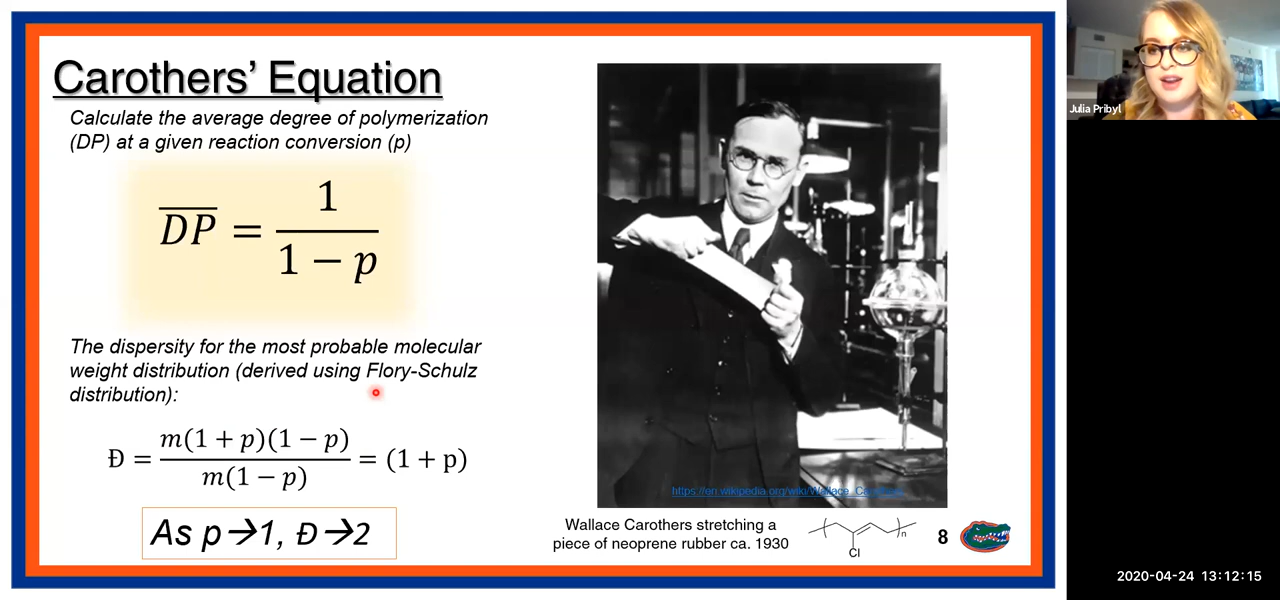 Carothers' Equation
Calculate the average degree of polymerization
(DP) at a given reaction conversion (p)
DP = 1 / (1 − p)
The dispersity for the most probable molecular
weight distribution (derived using Flory-Schulz
distribution):
Đ = m(1 + p)(1 − p) / m(1 − p) = (1 + p)
As p→1, Đ→2
https://en.wikipedia.org/wiki/Wallace_Carothers
Wallace Carothers stretching a
piece of neoprene rubber ca. 1930
Cl
n
8
Julia Pribyl
2020-04-24 13:12:15